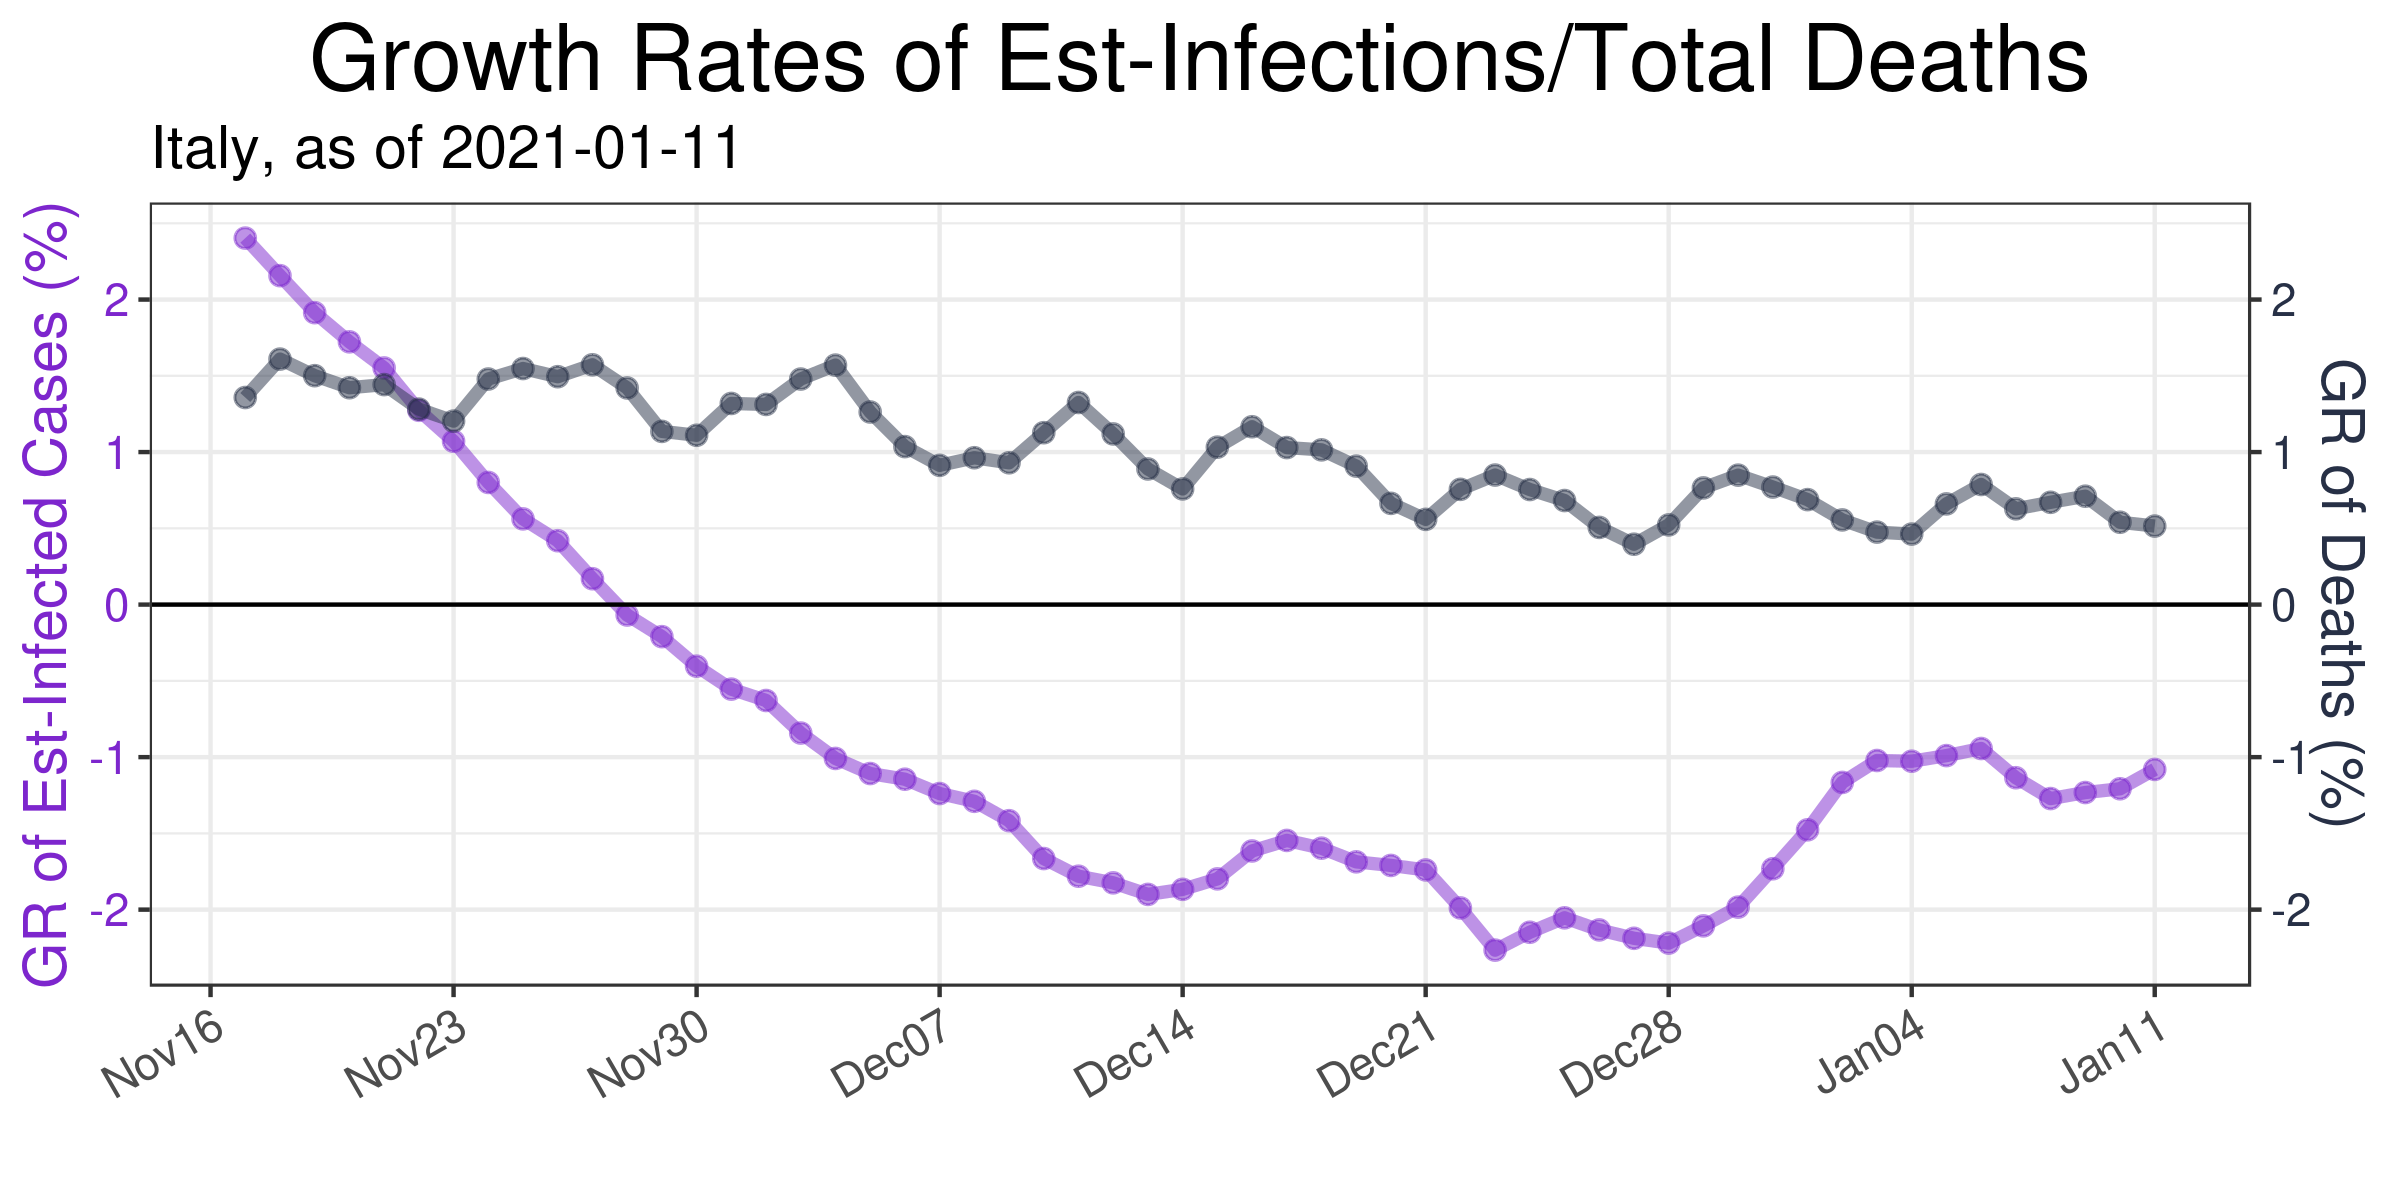 Growth Rates of Est-Infections/Total Deaths
Italy, as of 2021-01-11
GR of Est-Infected Cases (%)
2
1
0
-1
-2
2
1
0
-1
-2
GR of Deaths (%)
Nov16
Nov23
Nov30
Dec07
Dec14
Dec21
Dec28
Jan04
Jan11